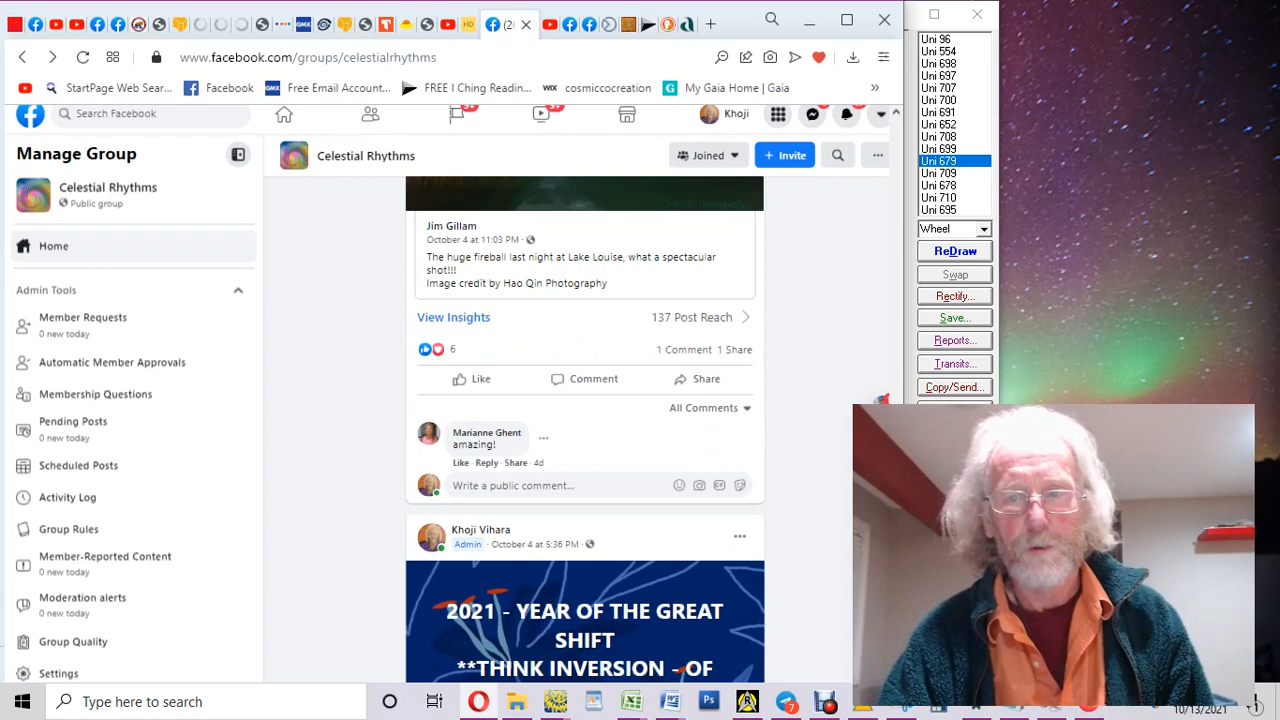 (2
HD
www.facebook.com/groups/celestialrhythms
StartPage Web Sear...
Facebook
Free Email Account...
FREE I Ching Readin...
WIX cosmiccocreation
My Gaia Home | Gaia
»
Search Facebook
9+
9+
Khoji
Manage Group
Celestial Rhythms
Public group
Home
Admin Tools
Member Requests
0 new today
Automatic Member Approvals
Membership Questions
Pending Posts
0 new today
Scheduled Posts
Activity Log
Group Rules
Member-Reported Content
0 new today
Moderation alerts
0 new today
Group Quality
Settings
Celestial Rhythms
Joined
+ Invite
Jim Gillam
October 4 at 11:03 PM
The huge fireball last night at Lake Louise, what a spectacular
shot!!!
Image credit by Hao Qin Photography
View Insights
137 Post Reach
6
1 Comment 1 Share
Like
Comment
Share
All Comments
Marianne Ghent
amazing!
Like · Reply · Share · 4d
Write a public comment...
Khoji Vihara
Admin · October 4 at 5:36 PM
2021 - YEAR OF THE GREAT
SHIFT
**THINK INVERSION - OF
Uni 96
Uni 554
Uni 698
Uni 697
Uni 707
Uni 700
Uni 691
Uni 652
Uni 708
Uni 699
Uni 679
Uni 709
Uni 678
Uni 710
Uni 695
Wheel
ReDraw
Swap
Rectify...
Save...
Reports...
Transits...
Copy/Send...
Type here to search
7
10/13/2021